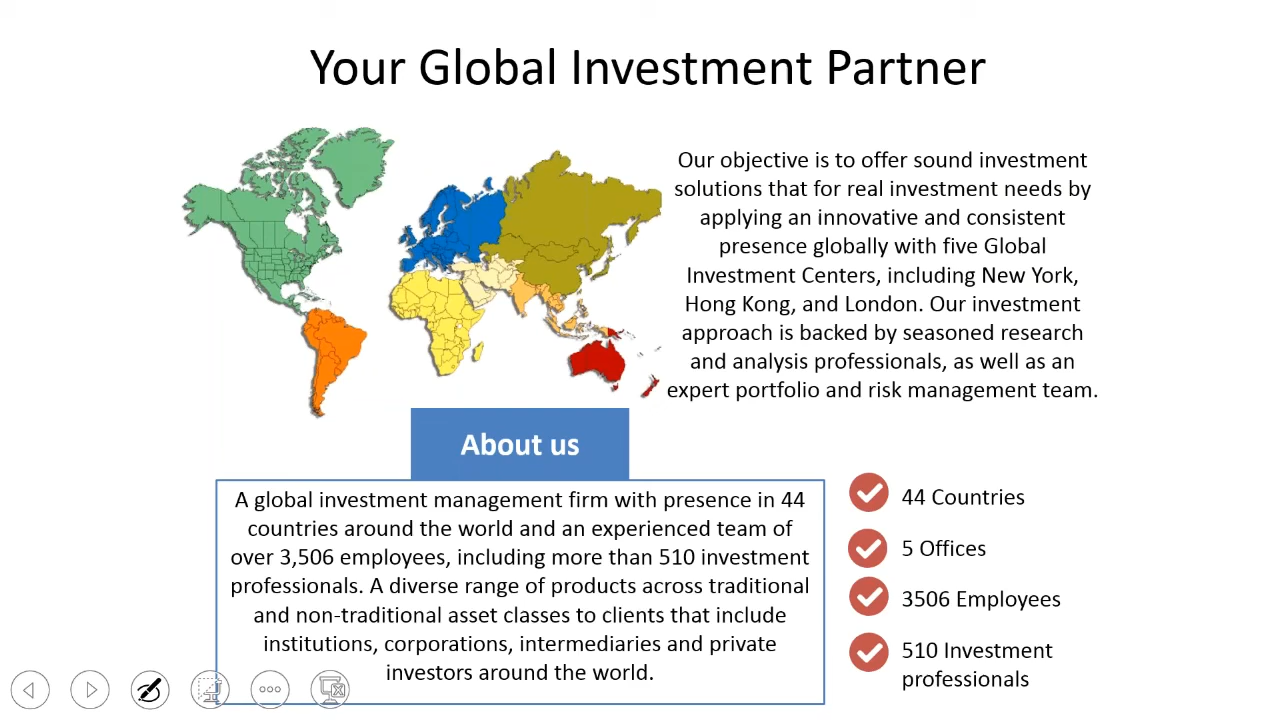 Your Global Investment Partner
Our objective is to offer sound investment
solutions that for real investment needs by
applying an innovative and consistent
presence globally with five Global
Investment Centers, including New York,
Hong Kong, and London. Our investment
approach is backed by seasoned research
and analysis professionals, as well as an
expert portfolio and risk management team.
About us
A global investment management firm with presence in 44
countries around the world and an experienced team of
over 3,506 employees, including more than 510 investment
professionals. A diverse range of products across traditional
and non-traditional asset classes to clients that include
institutions, corporations, intermediaries and private
investors around the world.
44 Countries
5 Offices
3506 Employees
510 Investment
professionals